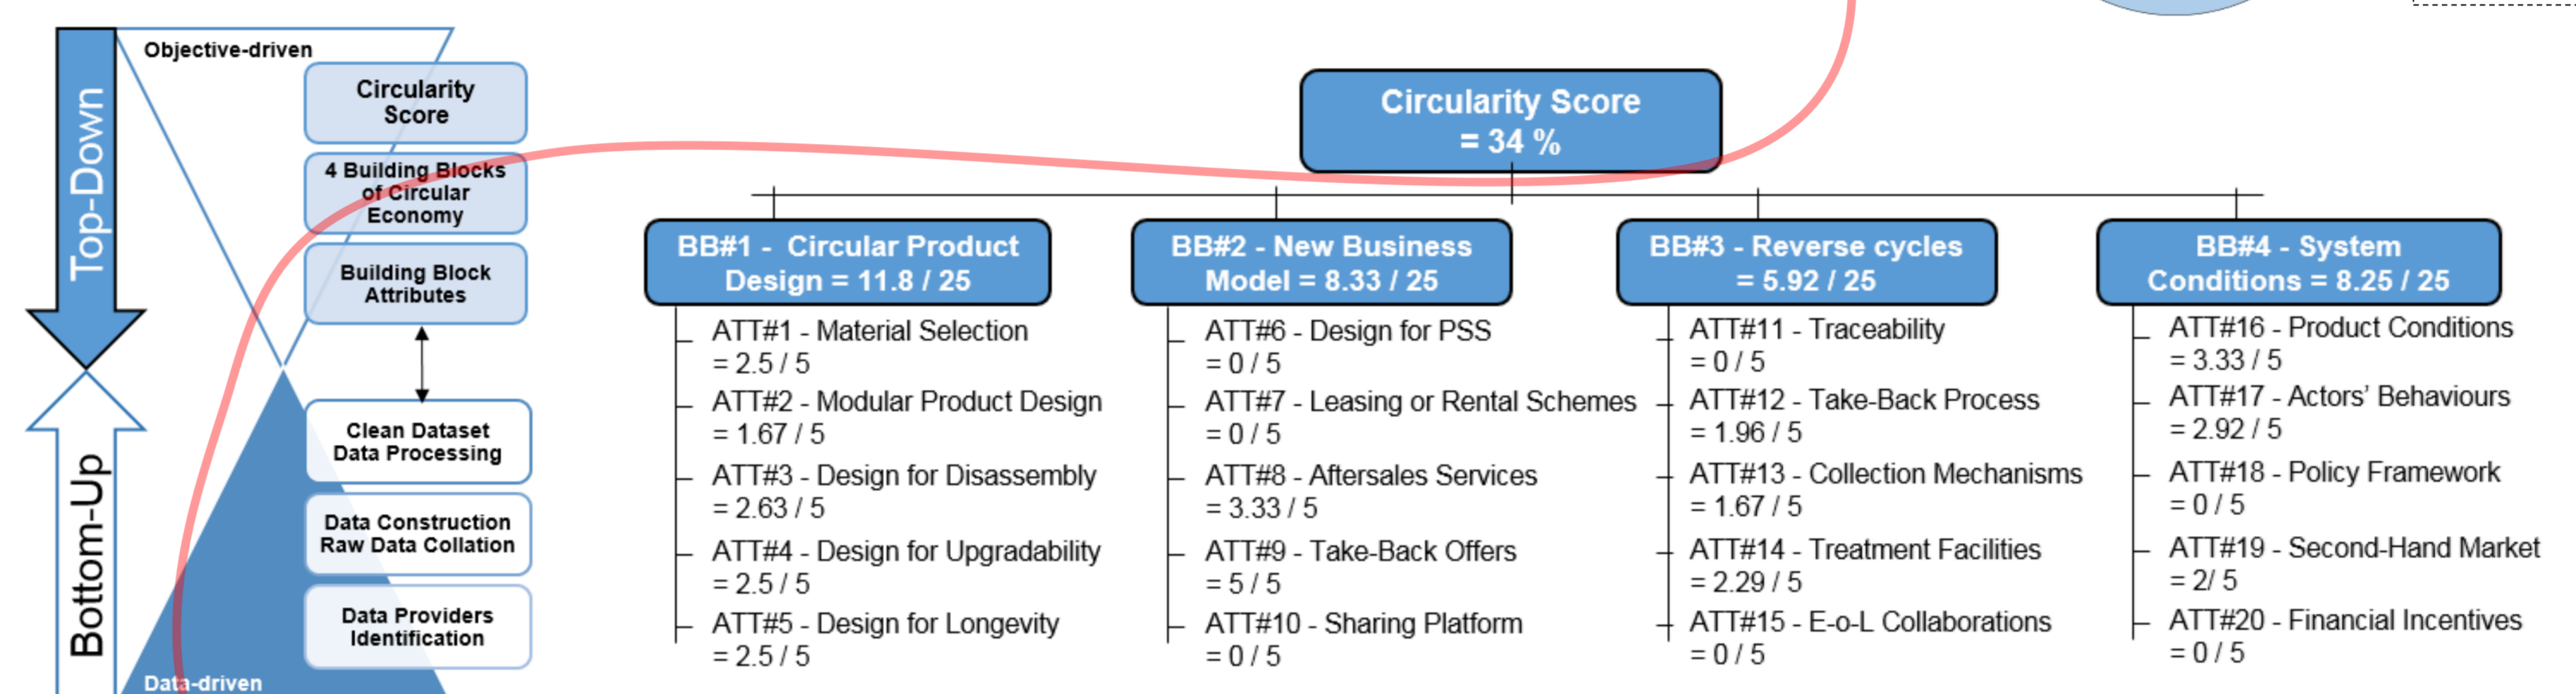 Objective-driven
Top-Down
Circularity
Score
4 Building Blocks
of Circular
Economy
Building Block
Attributes
Bottom-Up
Clean Dataset
Data Processing
Data Construction
Raw Data Collation
Data Providers
Identification
Data-driven
Circularity Score
= 34 %
BB#1 - Circular Product
Design = 11.8 / 25
ATT#1 - Material Selection
= 2.5 / 5
ATT#2 - Modular Product Design
= 1.67 / 5
ATT#3 - Design for Disassembly
= 2.63 / 5
ATT#4 - Design for Upgradability
= 2.5 / 5
ATT#5 - Design for Longevity
= 2.5 / 5
BB#2 - New Business
Model = 8.33 / 25
ATT#6 - Design for PSS
= 0 / 5
ATT#7 - Leasing or Rental Schemes
= 0 / 5
ATT#8 - Aftersales Services
= 3.33 / 5
ATT#9 - Take-Back Offers
= 5 / 5
ATT#10 - Sharing Platform
= 0 / 5
BB#3 - Reverse cycles
= 5.92 / 25
ATT#11 - Traceability
= 0 / 5
ATT#12 - Take-Back Process
= 1.96 / 5
ATT#13 - Collection Mechanisms
= 1.67 / 5
ATT#14 - Treatment Facilities
= 2.29 / 5
ATT#15 - E-o-L Collaborations
= 0 / 5
BB#4 - System
Conditions = 8.25 / 25
ATT#16 - Product Conditions
= 3.33 / 5
ATT#17 - Actors' Behaviours
= 2.92 / 5
ATT#18 - Policy Framework
= 0 / 5
ATT#19 - Second-Hand Market
= 2/ 5
ATT#20 - Financial Incentives
= 0 / 5